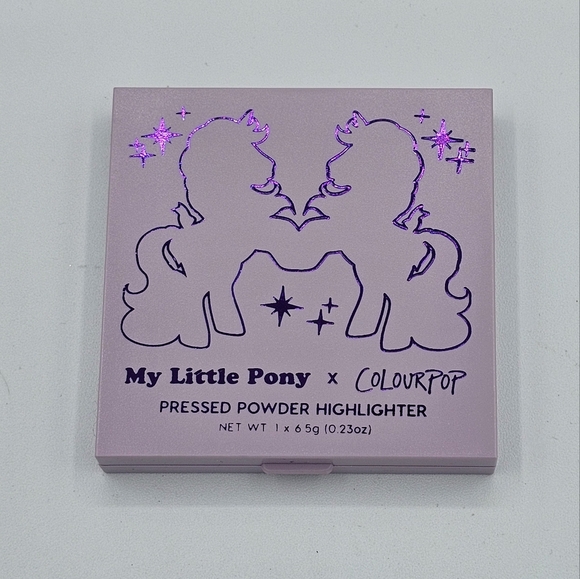 My Little Pony x COLOURPOP
PRESSED POWDER HIGHLIGHTER
NET WT 1 x 6.5g (0.23oz)